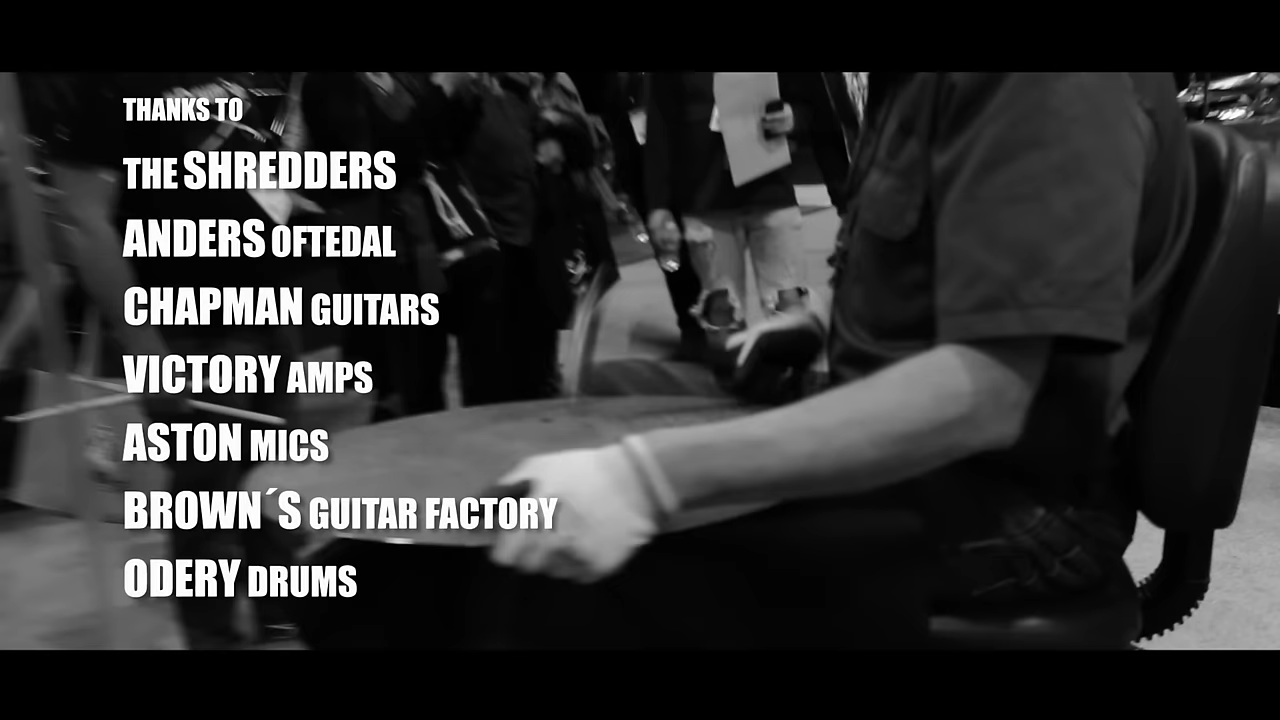 THANKS TO
THE SHREDDERS
ANDERS OFTEDAL
CHAPMAN GUITARS
VICTORY AMPS
ASTON MICS
BROWN´S GUITAR FACTORY
ODERY DRUMS